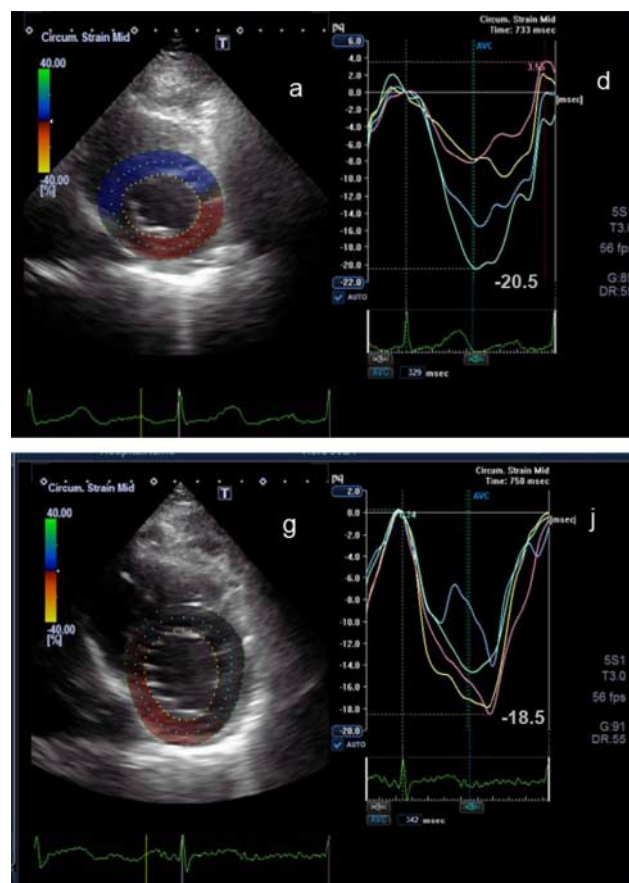 Circum. Strain Mid
T
40.00
-40.00
[%]
a
[%]
6.0
4.0
2.0
0.0
-2.0
-4.0
-6.0
-8.0
-10.0
-12.0
-14.0
-16.0
-18.0
-20.0
-22.0
AUTO
Circum. Strain Mid
Time: 733 msec
AVC
d
[msec]
-20.5
5S1
T3.0
56 fps
AVC
329
msec
Circum. Strain Mid
T
40.00
-40.00
[%]
g
[%]
2.0
0.0
-2.0
-4.0
-6.0
-8.0
-10.0
-12.0
-14.0
-16.0
-18.0
-20.0
AUTO
Circum. Strain Mid
Time: 758 msec
AVC
j
[msec]
-18.5
5S1
T3.0
56 fps
G:91
DR:55
AVC
342
msec